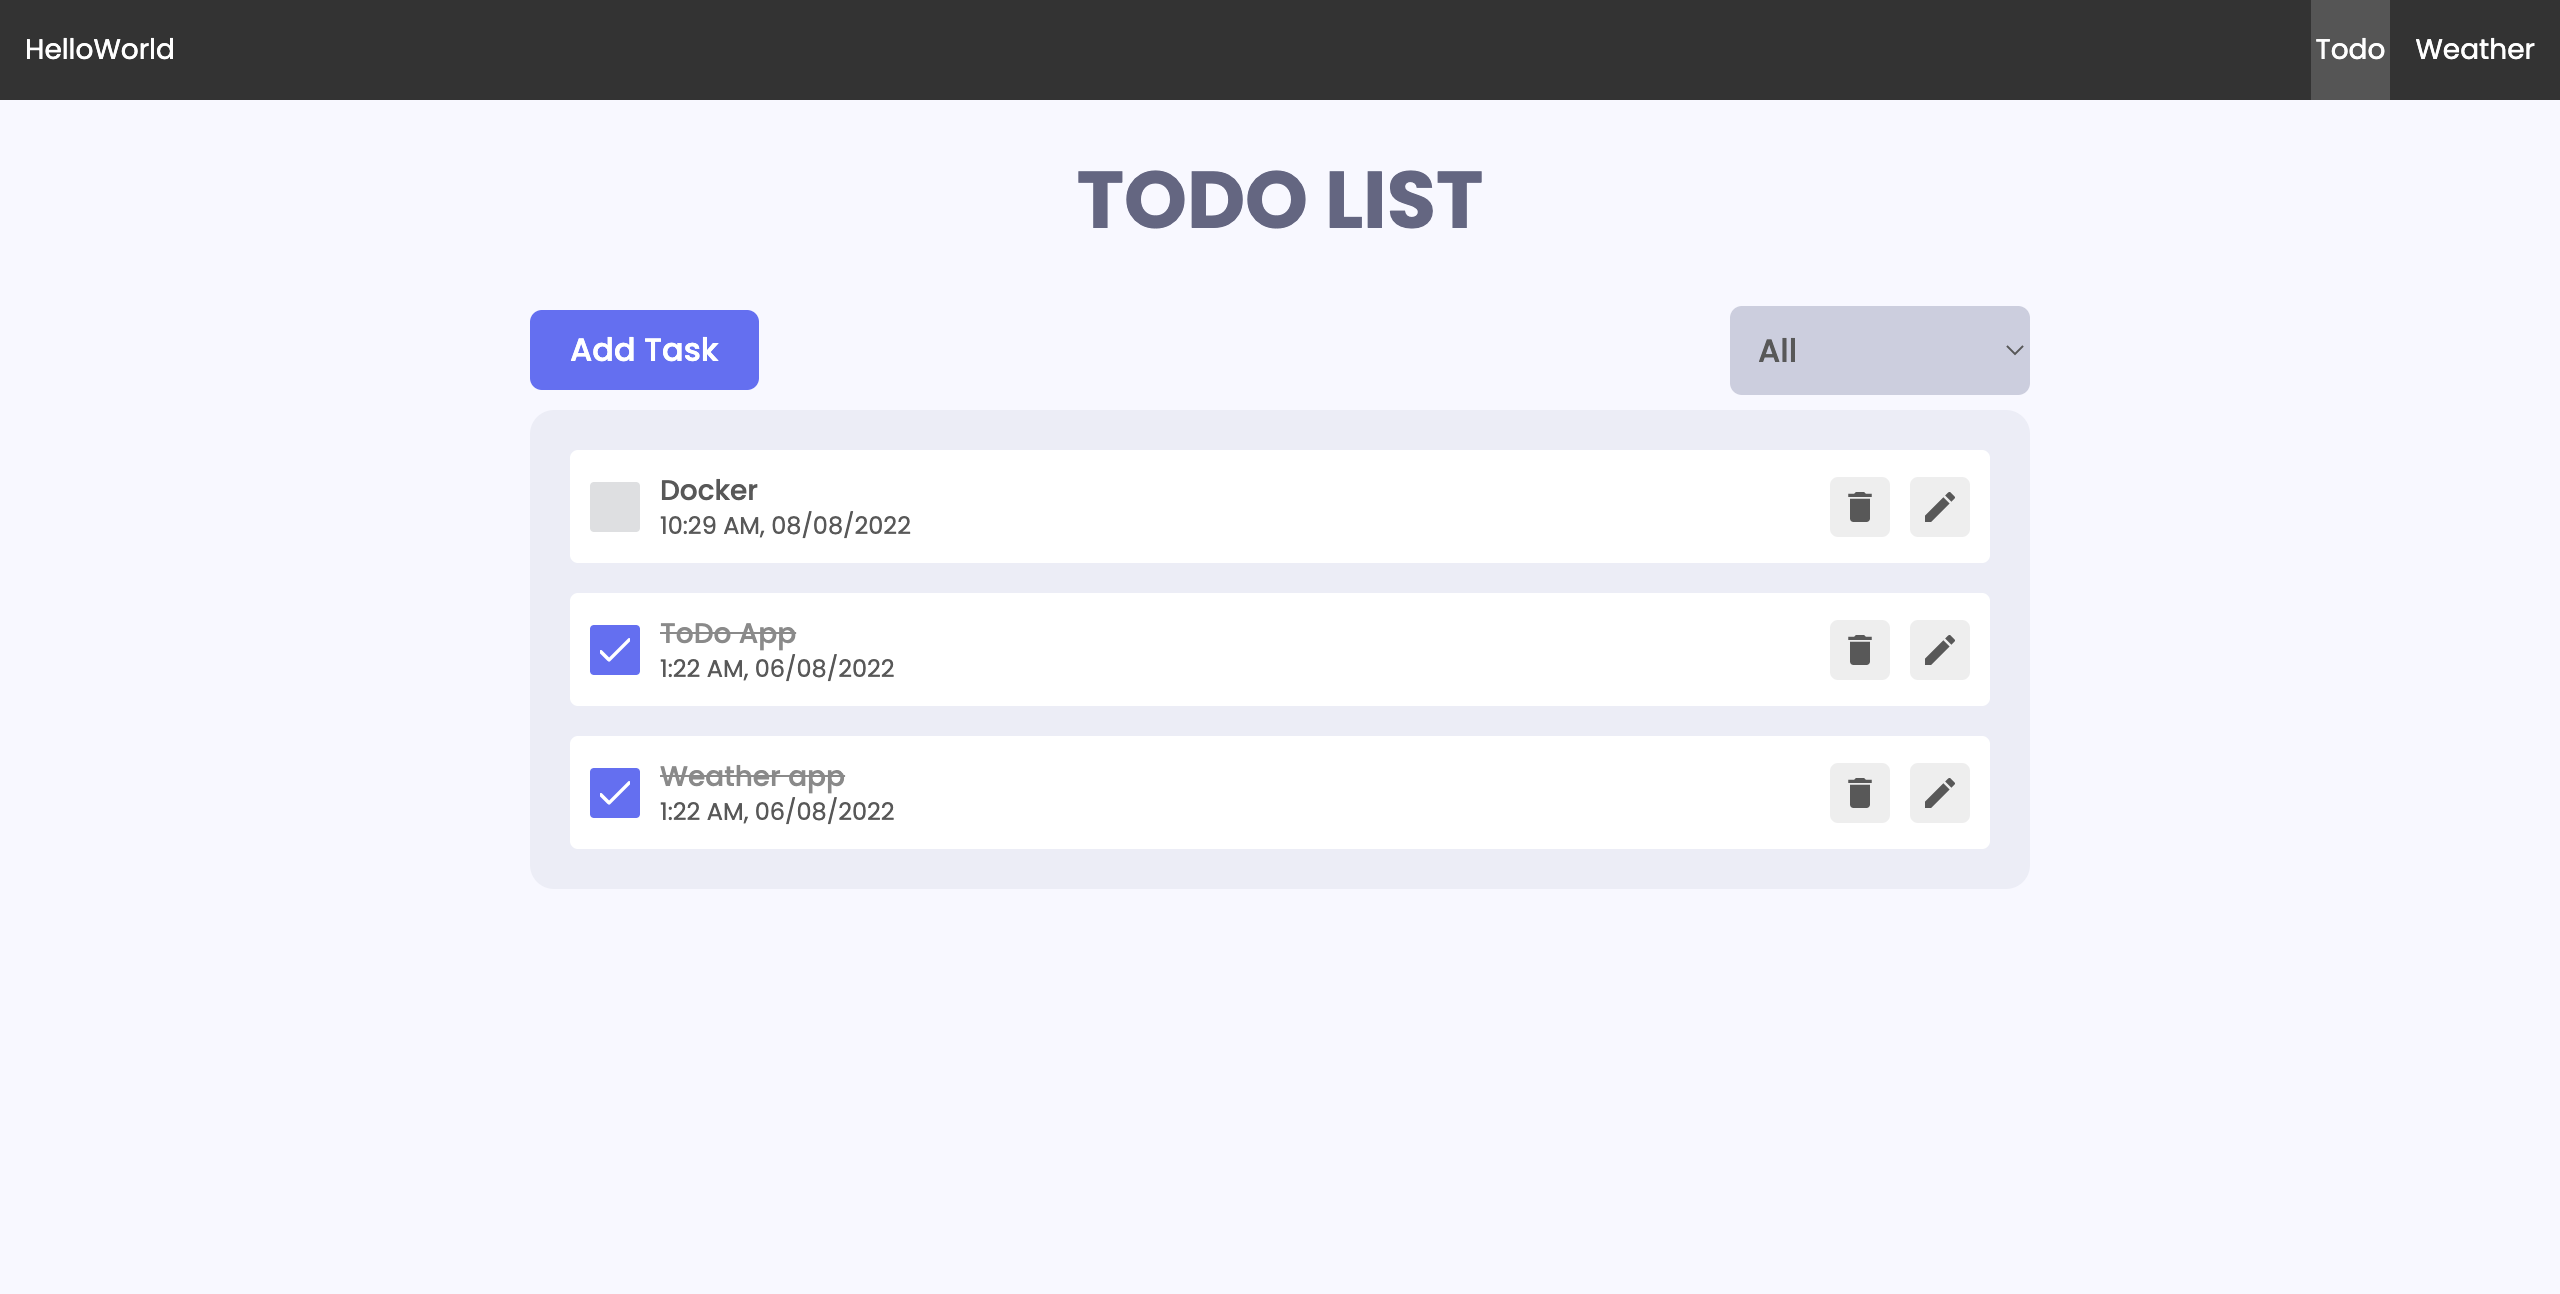 HelloWorld
Todo
Weather
TODO LIST
Add Task
All
Docker
10:29 AM, 08/08/2022
ToDo App
1:22 AM, 06/08/2022
Weather app
1:22 AM, 06/08/2022